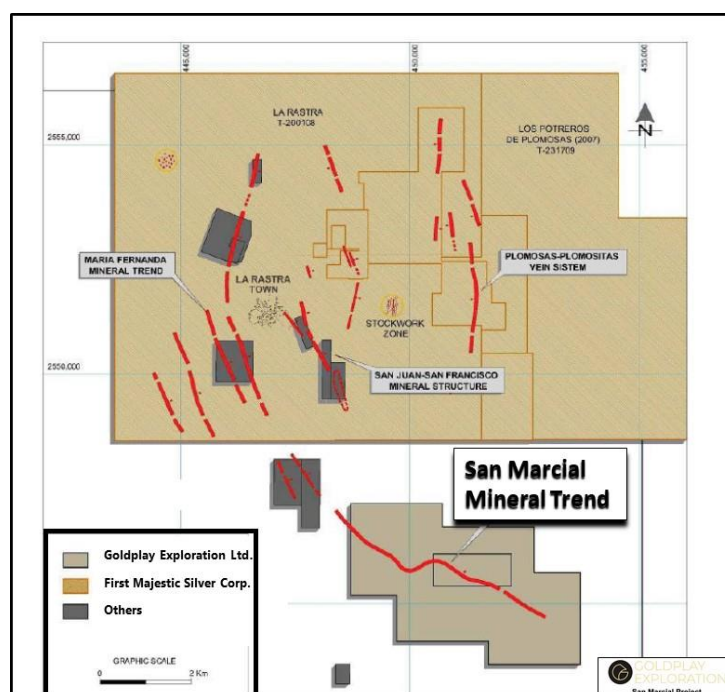 445,000
450,000
455,000
2555,000
LA RASTRA
T-200108
LOS POTREROS
DE PLOMOSAS (2007)
T-231709
N
MARIA FERNANDA
MINERAL TREND
LA RASTRA
TOWN
PLOMOSAS-PLOMOSITAS
VEIN SISTEM
STOCKWORK
ZONE
2550,000
SAN JUAN-SAN FRANCISCO
MINERAL STRUCTURE
San Marcial
Mineral Trend
Goldplay Exploration Ltd.
First Majestic Silver Corp.
Others
GRAPHIC SCALE
0 2 Km
GOLDPLAY
EXPLORATION
San Marcial Project